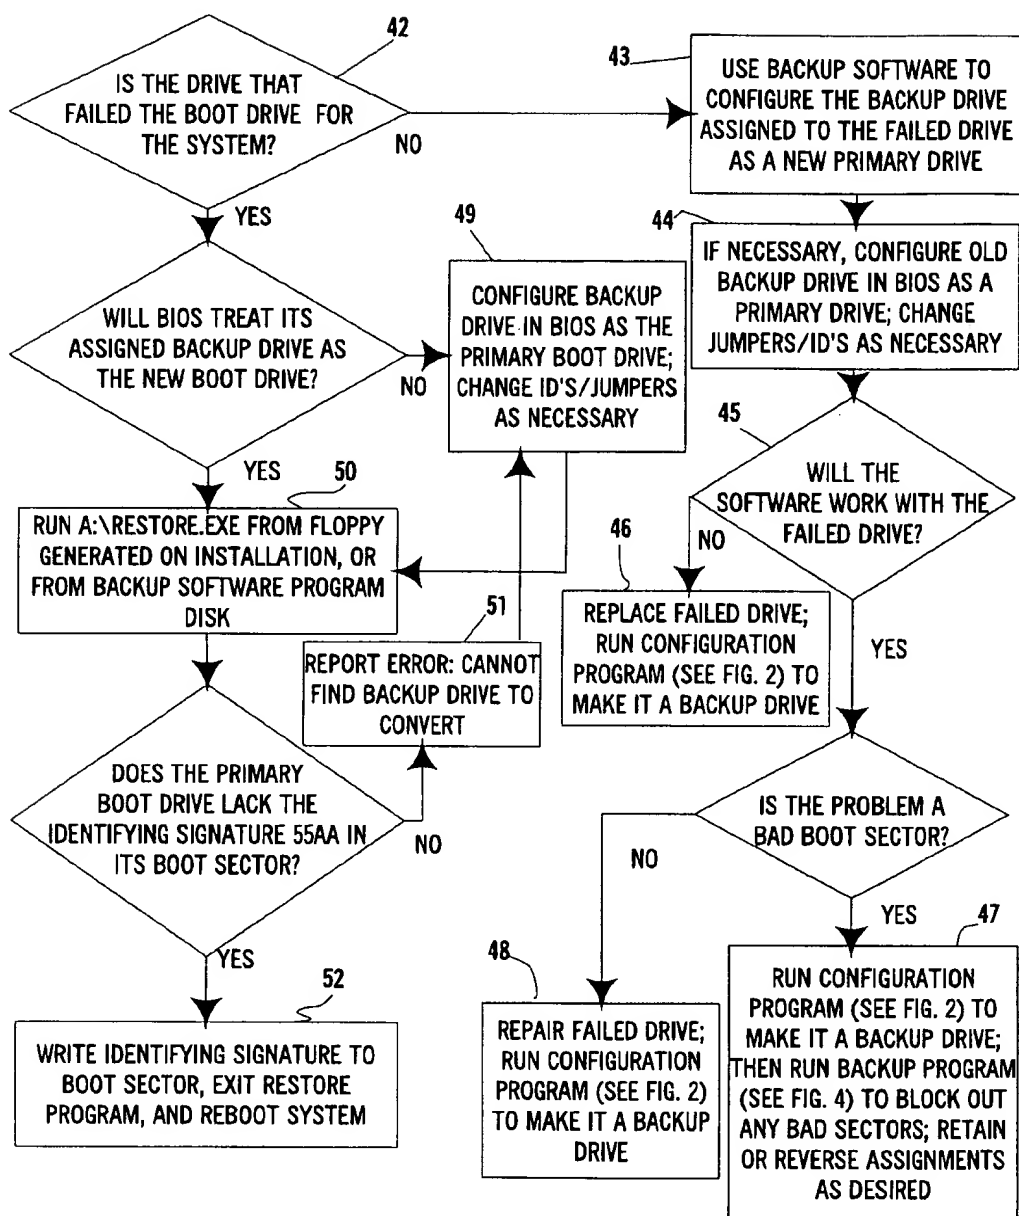 42
IS THE DRIVE THAT
FAILED THE BOOT DRIVE FOR
THE SYSTEM?
NO
YES
43
USE BACKUP SOFTWARE TO
CONFIGURE THE BACKUP DRIVE
ASSIGNED TO THE FAILED DRIVE
AS A NEW PRIMARY DRIVE
44
IF NECESSARY, CONFIGURE OLD
BACKUP DRIVE IN BIOS AS A
PRIMARY DRIVE; CHANGE
JUMPERS/ID'S AS NECESSARY
WILL BIOS TREAT ITS
ASSIGNED BACKUP DRIVE AS
THE NEW BOOT DRIVE?
NO
YES
49
CONFIGURE BACKUP
DRIVE IN BIOS AS THE
PRIMARY BOOT DRIVE;
CHANGE ID'S/JUMPERS
AS NECESSARY
45
WILL THE
SOFTWARE WORK WITH THE
FAILED DRIVE?
NO
YES
50
RUN A:\RESTORE.EXE FROM FLOPPY
GENERATED ON INSTALLATION, OR
FROM BACKUP SOFTWARE PROGRAM
DISK
46
REPLACE FAILED DRIVE;
RUN CONFIGURATION
PROGRAM (SEE FIG. 2) TO
MAKE IT A BACKUP DRIVE
51
REPORT ERROR: CANNOT
FIND BACKUP DRIVE TO
CONVERT
DOES THE PRIMARY
BOOT DRIVE LACK THE
IDENTIFYING SIGNATURE 55AA IN
ITS BOOT SECTOR?
NO
YES
IS THE PROBLEM A
BAD BOOT SECTOR?
NO
YES
52
WRITE IDENTIFYING SIGNATURE TO
BOOT SECTOR, EXIT RESTORE
PROGRAM, AND REBOOT SYSTEM
48
REPAIR FAILED DRIVE;
RUN CONFIGURATION
PROGRAM (SEE FIG. 2)
TO MAKE IT A BACKUP
DRIVE
47
RUN CONFIGURATION
PROGRAM (SEE FIG. 2) TO
MAKE IT A BACKUP DRIVE;
THEN RUN BACKUP PROGRAM
(SEE FIG. 4) TO BLOCK OUT
ANY BAD SECTORS; RETAIN
OR REVERSE ASSIGNMENTS
AS DESIRED